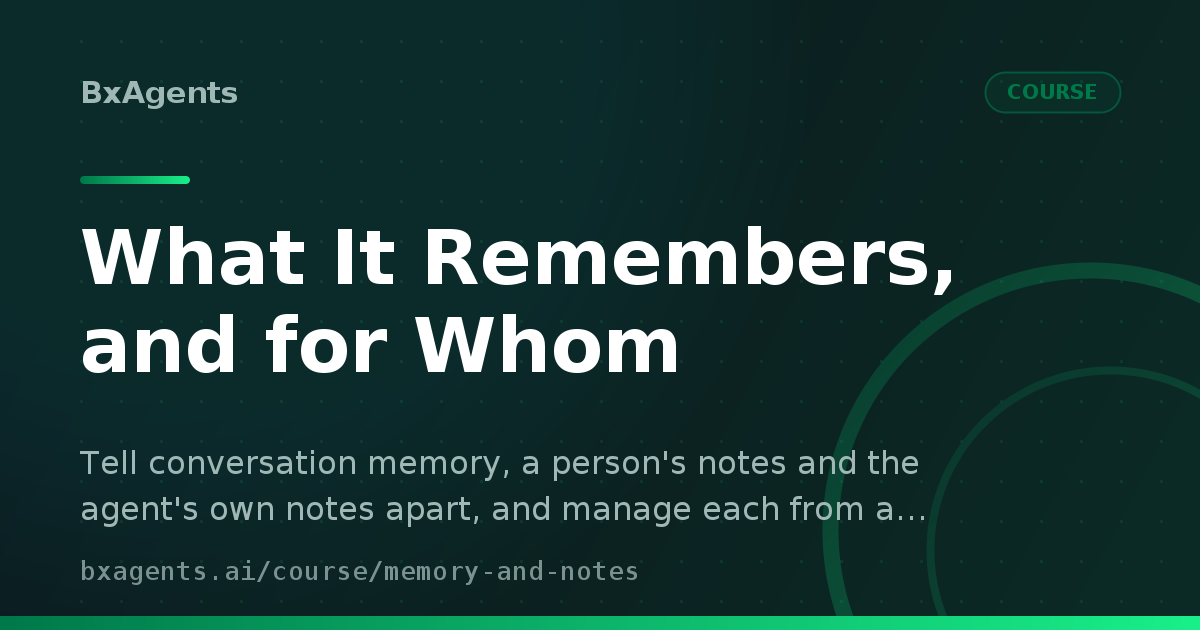 BxAgents
COURSE
What It Remembers,
and for Whom
Tell conversation memory, a person's notes and the
agent's own notes apart, and manage each from a…
bxagents.ai/course/memory-and-notes